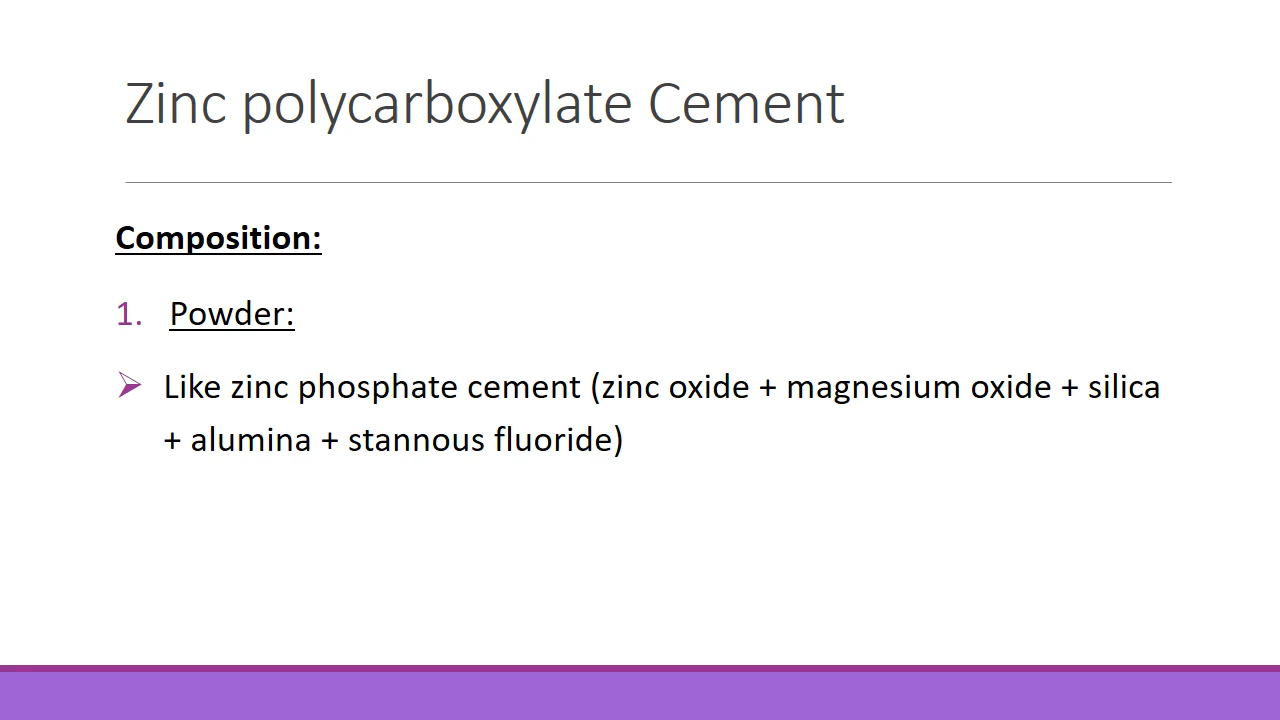 Zinc polycarboxylate Cement
Composition:
1. Powder:
➢ Like zinc phosphate cement (zinc oxide + magnesium oxide + silica
+ alumina + stannous fluoride)